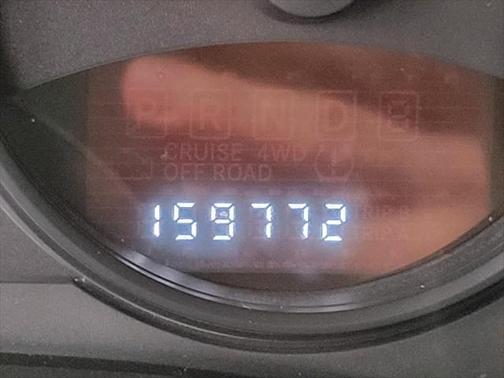 P R N D E
CRUISE 4WD
OFF ROAD
159772